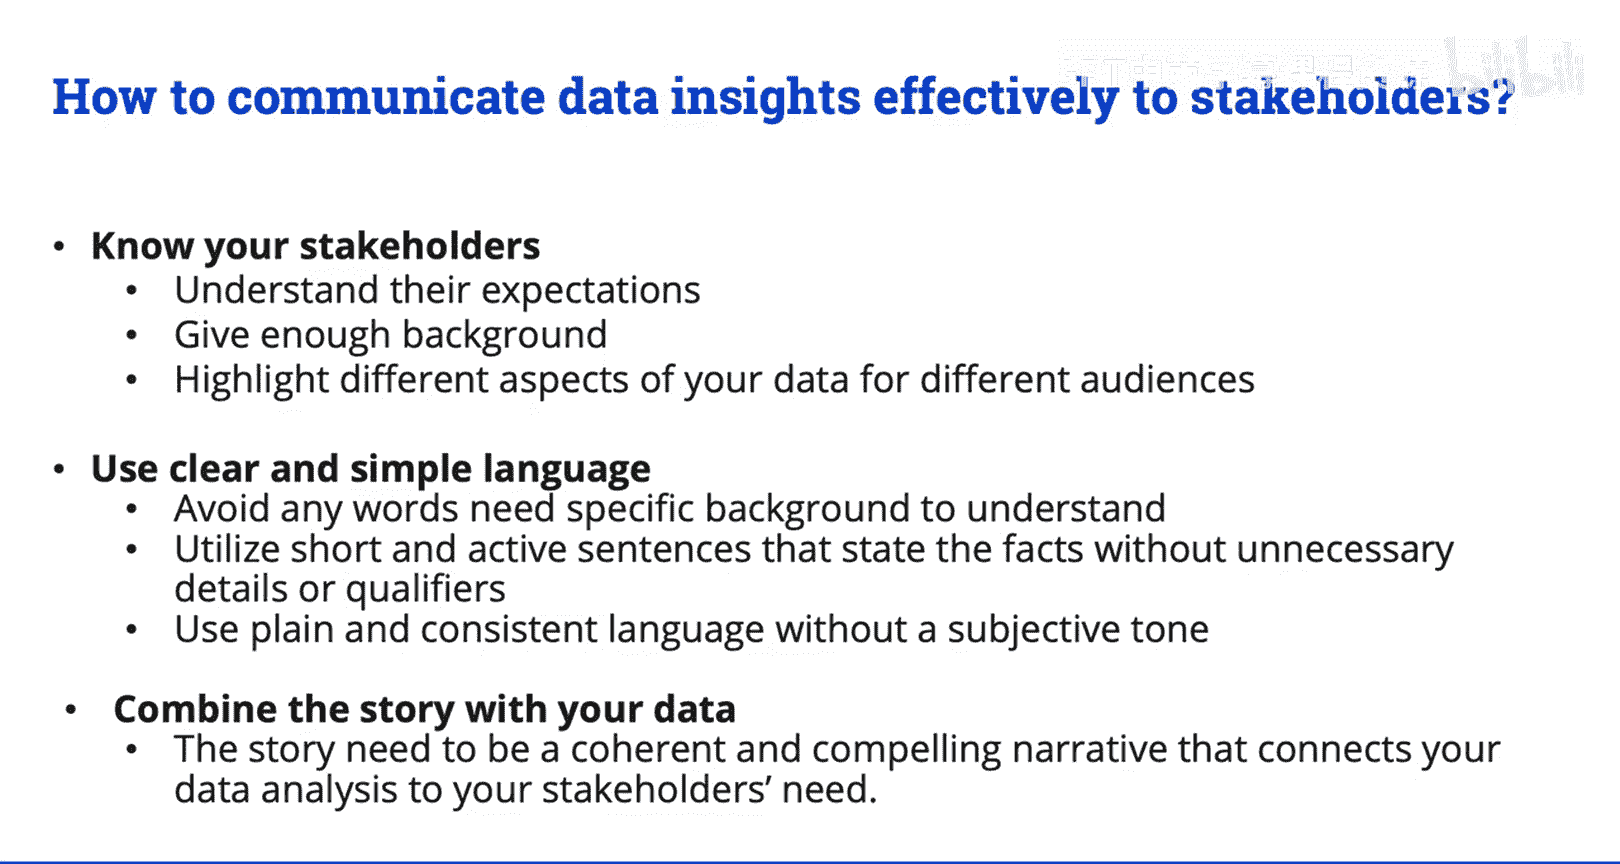 How to communicate data insights effectively to stakeholders?
bilibili
• Know your stakeholders
• Understand their expectations
• Give enough background
• Highlight different aspects of your data for different audiences
• Use clear and simple language
• Avoid any words need specific background to understand
• Utilize short and active sentences that state the facts without unnecessary
details or qualifiers
• Use plain and consistent language without a subjective tone
• Combine the story with your data
• The story need to be a coherent and compelling narrative that connects your
data analysis to your stakeholders’ need.